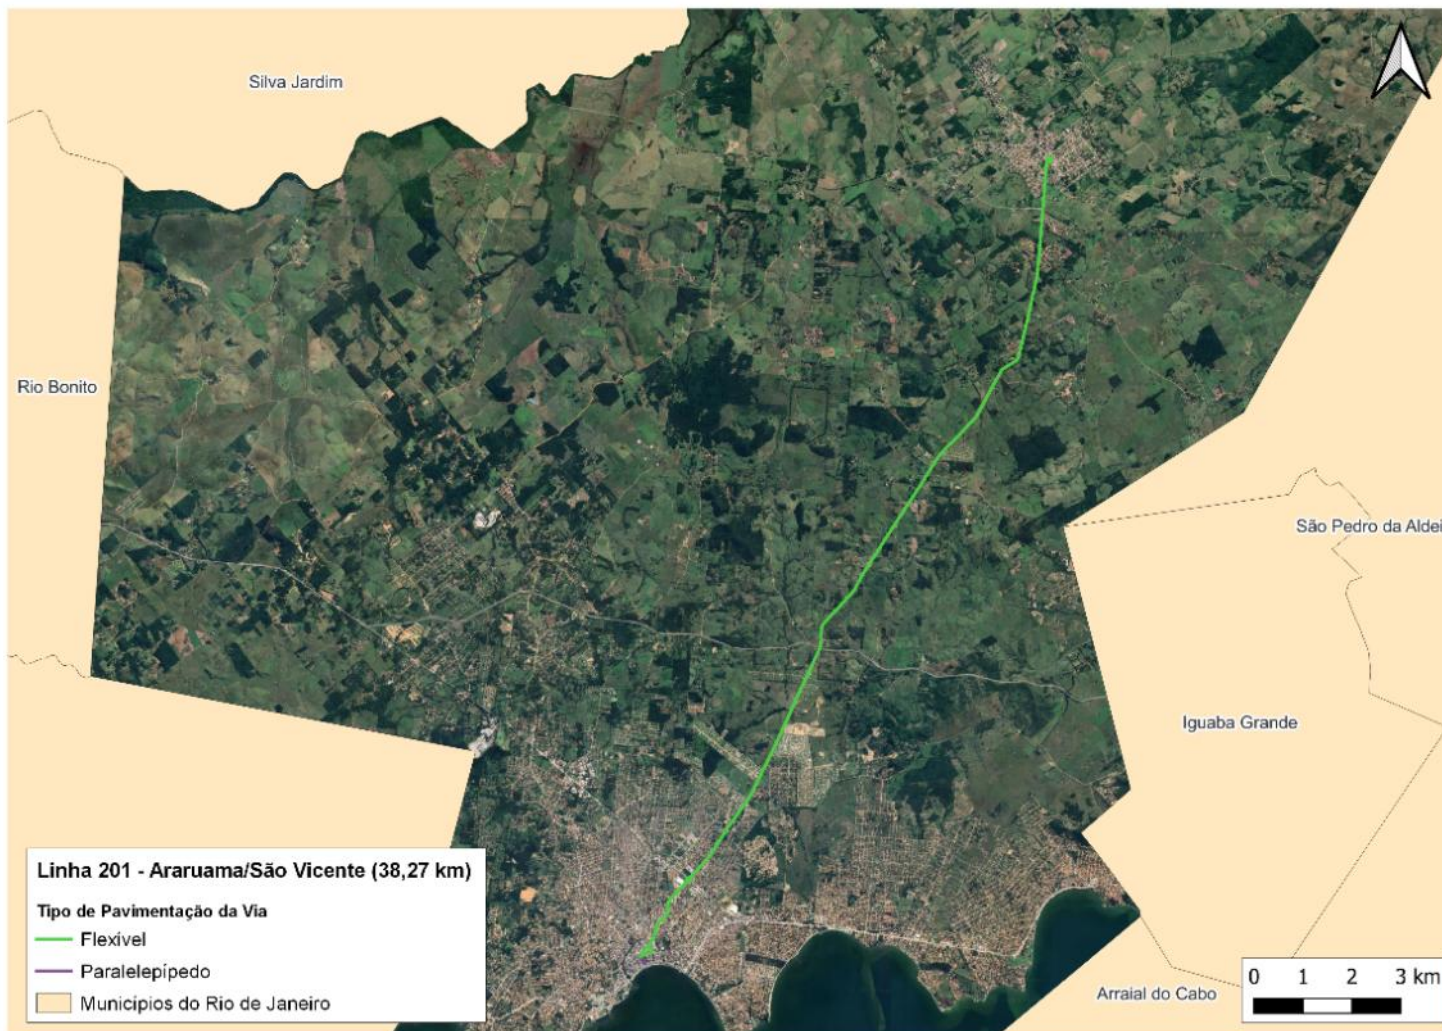 Silva Jardim
Rio Bonito
São Pedro da Aldei
Iguaba Grande
Linha 201 - Araruama/São Vicente (38,27 km)
Tipo de Pavimentação da Via
Flexível
Paralelepípedo
Municípios do Rio de Janeiro
Arraial do Cabo
0 1 2 3 km